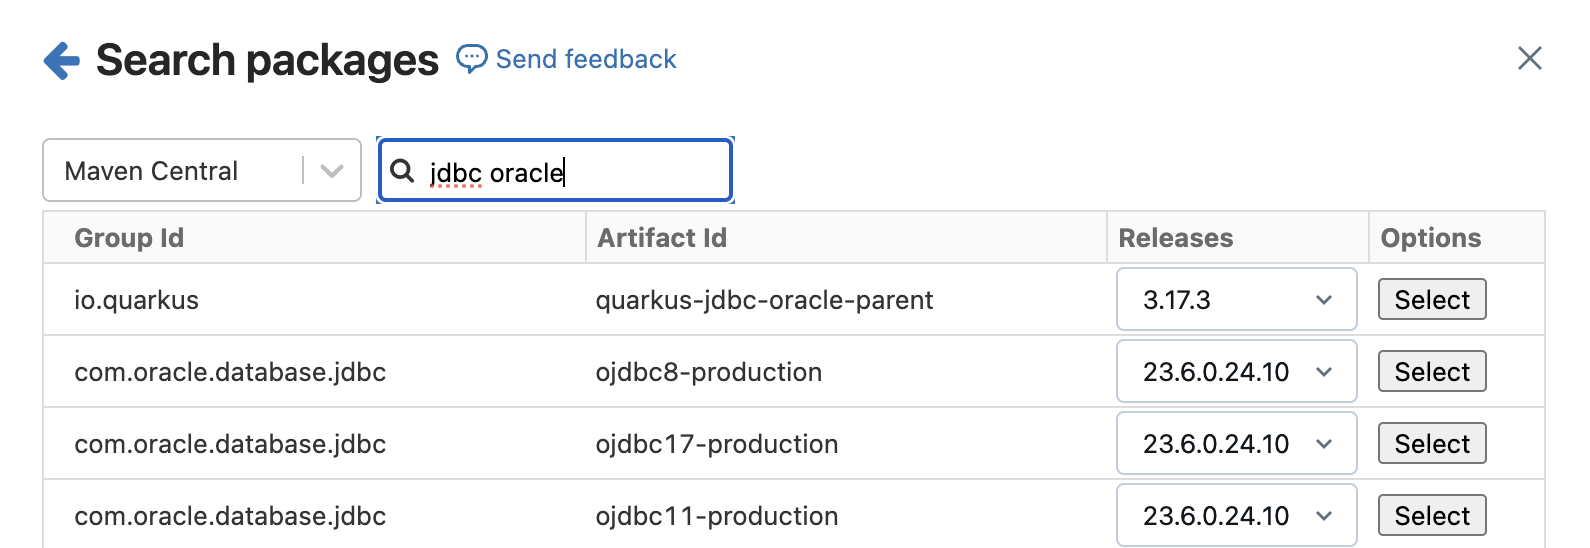 Search packages Send feedback
Maven Central jdbc oracle
Group Id Artifact Id Releases Options
io.quarkus quarkus-jdbc-oracle-parent 3.17.3 Select
com.oracle.database.jdbc ojdbc8-production 23.6.0.24.10 Select
com.oracle.database.jdbc ojdbc17-production 23.6.0.24.10 Select
com.oracle.database.jdbc ojdbc11-production 23.6.0.24.10 Select